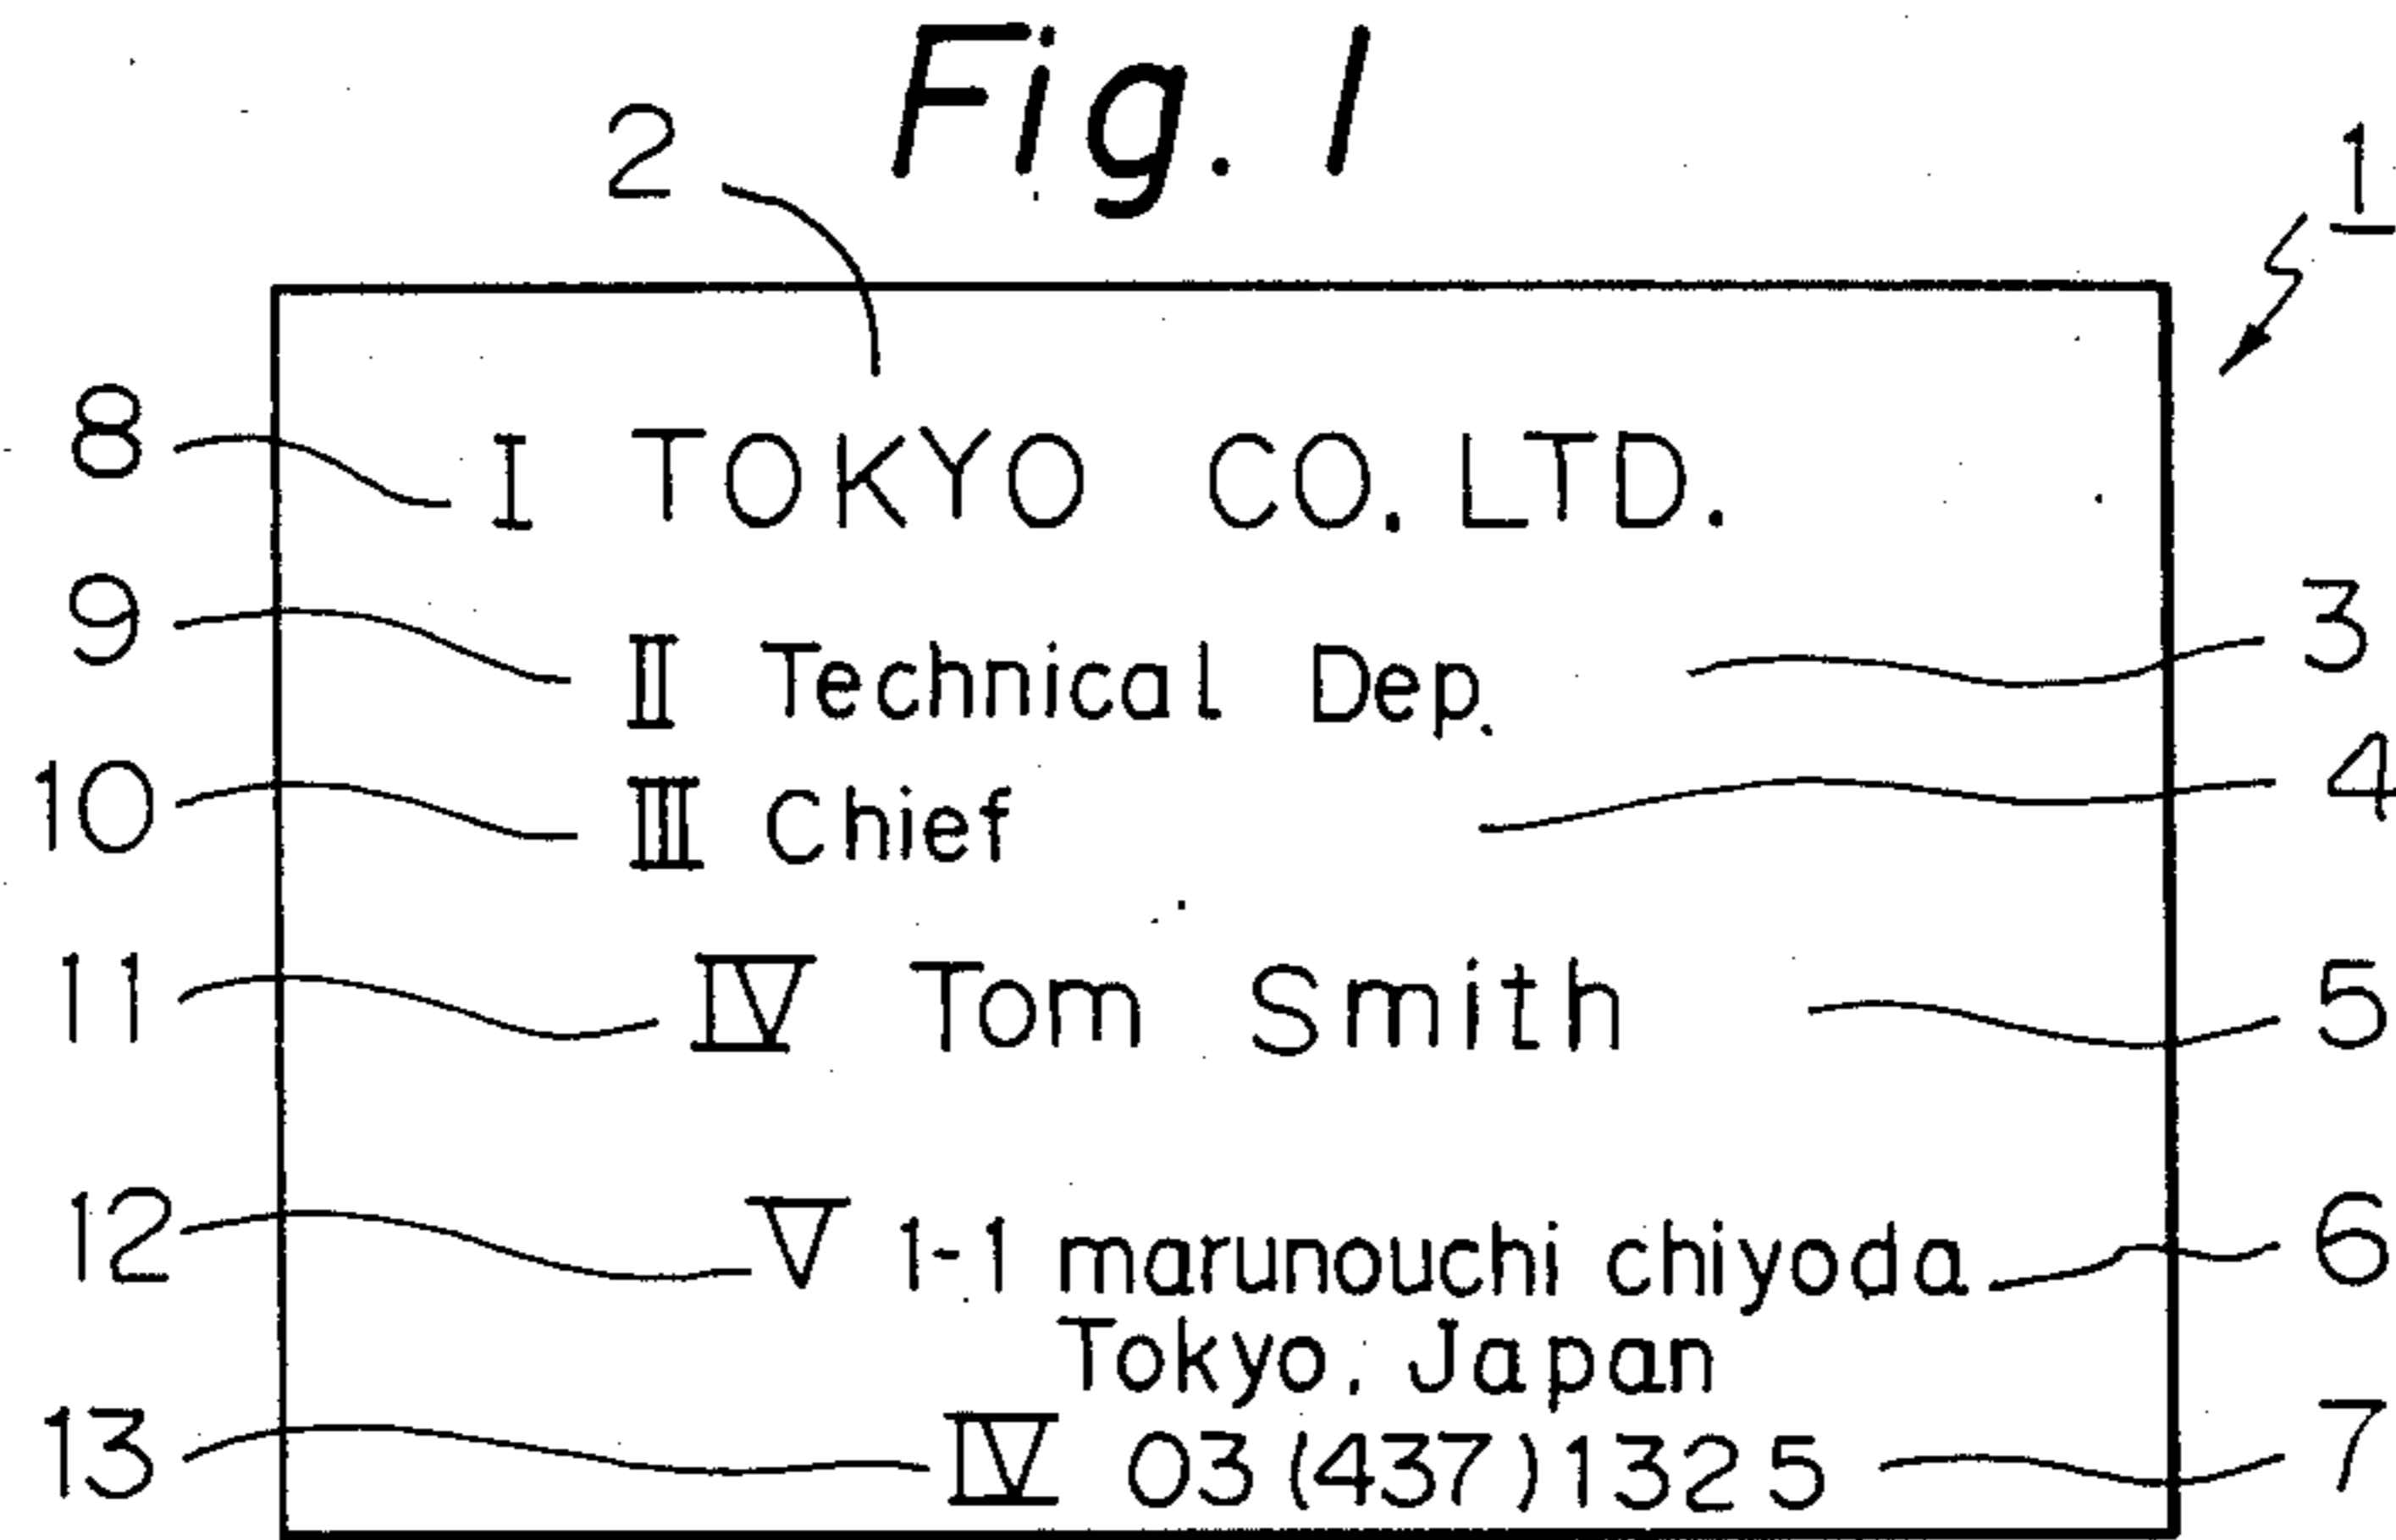 Fig. 1
2
1
8 I TOKYO CO. LTD.
9 II Technical Dep. 3
10 III Chief 4
11 IV Tom Smith 5
12 V 1-1 marunouchi chiyoda 6
Tokyo, Japan
13 IV 03 (437) 1325 7